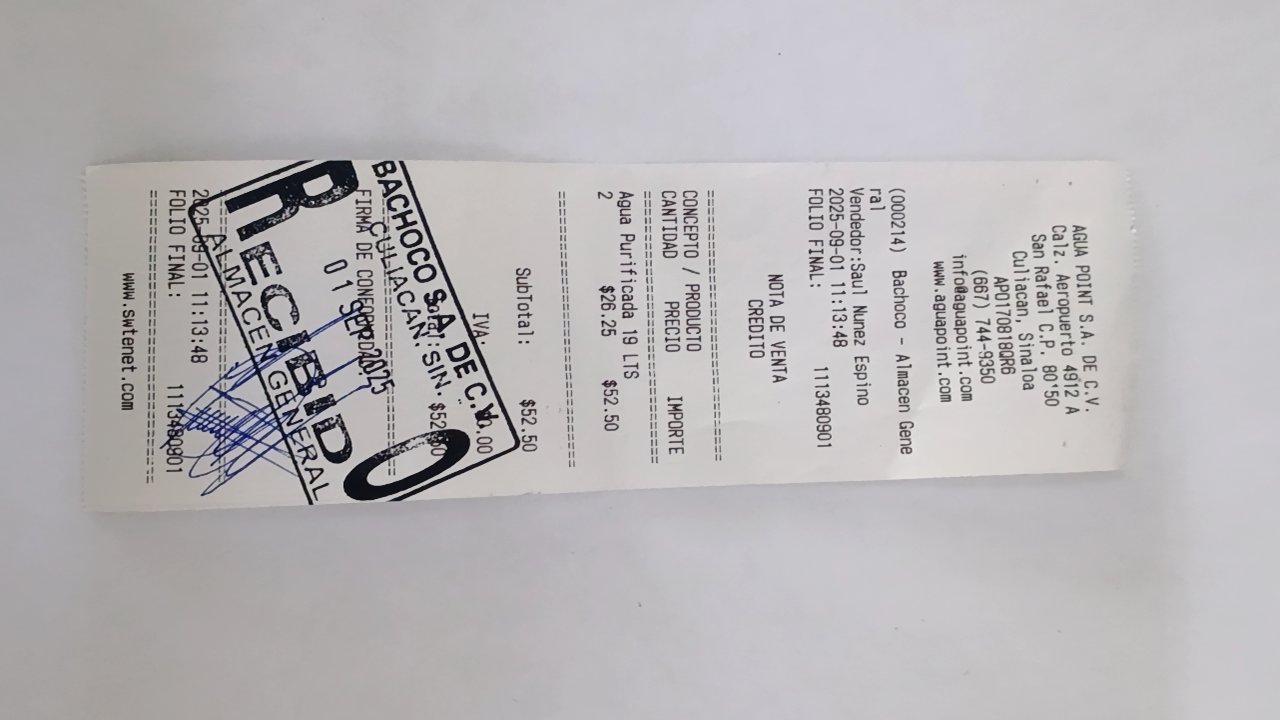 AGUA POINT S.A. DE C.V.
Calz. Aeropuerto 4912 A
San Rafael C.P. 80150
Culiacan, Sinaloa
APO170818QR6
(667) 744-9350
info@aguapoint.com
www.aguapoint.com
(000214) Bachoco - Almacen Gene
ral
Vendedor:Saul Nunez Espino
2025-09-01 11:13:48
FOLIO FINAL: 1113480901
NOTA DE VENTA
CREDITO
=================================
CONCEPTO / PRODUCTO
CANTIDAD PRECIO IMPORTE
=================================
Agua Purificada 19 LTS
2 $26.25 $52.50
=================================
SubTotal: $52.50
IVA: $0.00
Total: $52.50
FIRMA DE CONFORMIDAD
BACHOCO S.A. DE C.V.
CULIACAN, SIN.
01 SEP 2025
RECIBIDO
ALMACEN GENERAL
2025-09-01 11:13:48
FOLIO FINAL: 1113480901
=================================
www.swtenet.com